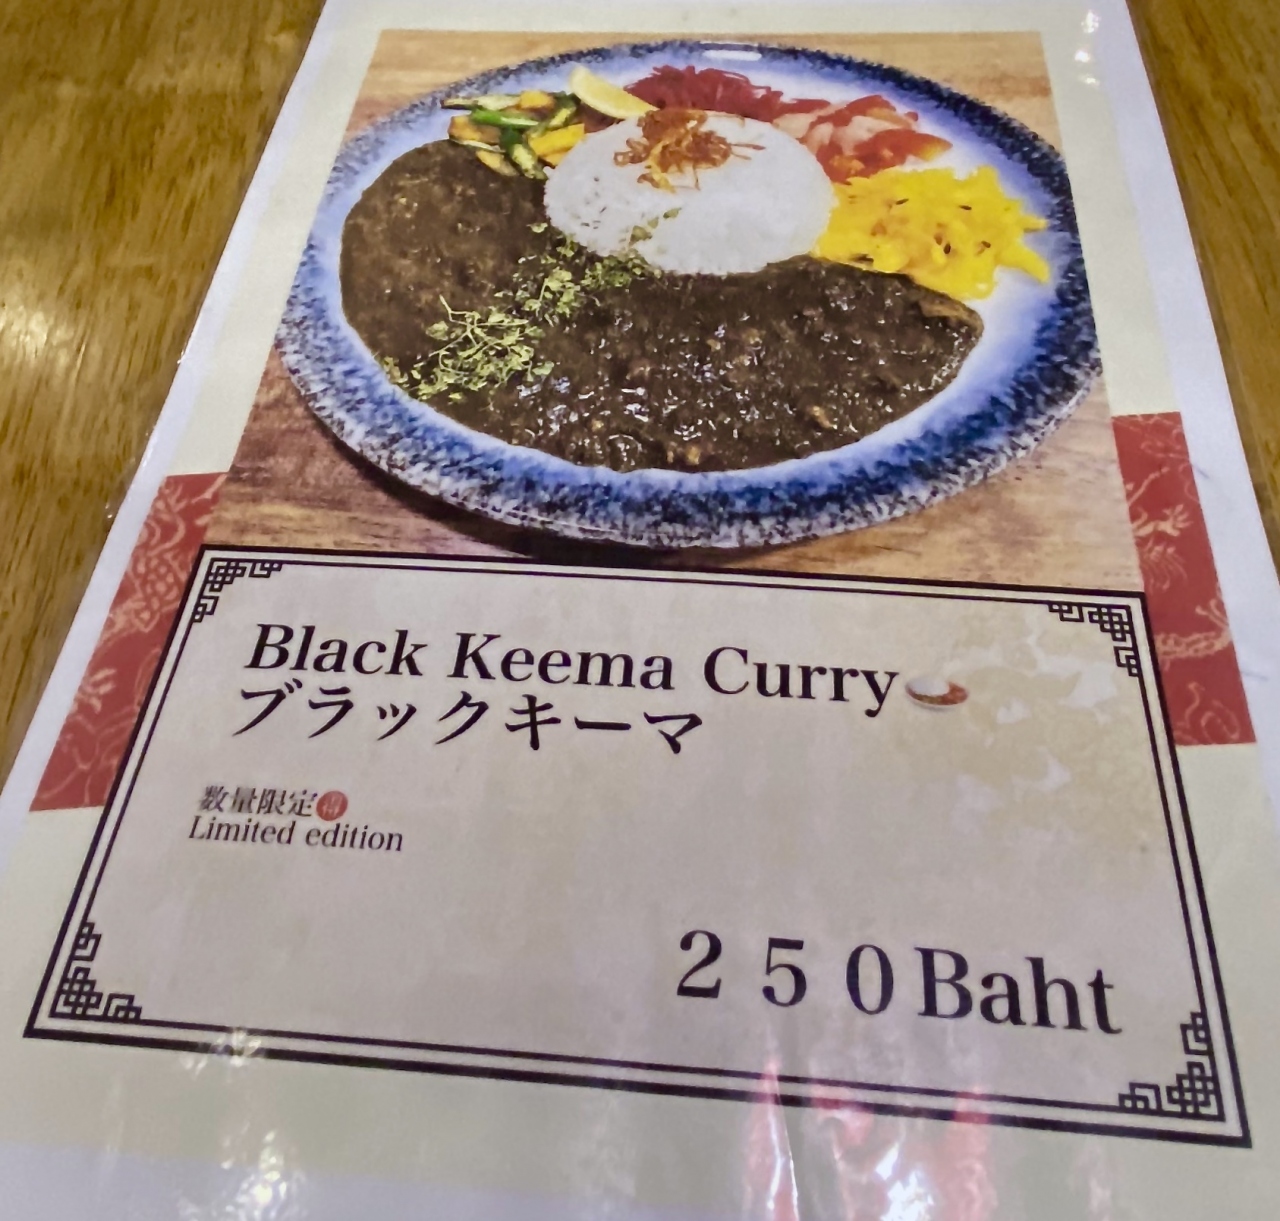 Black Keema Curry
ブラックキーマ
数量限定
Limited edition
２５０Baht